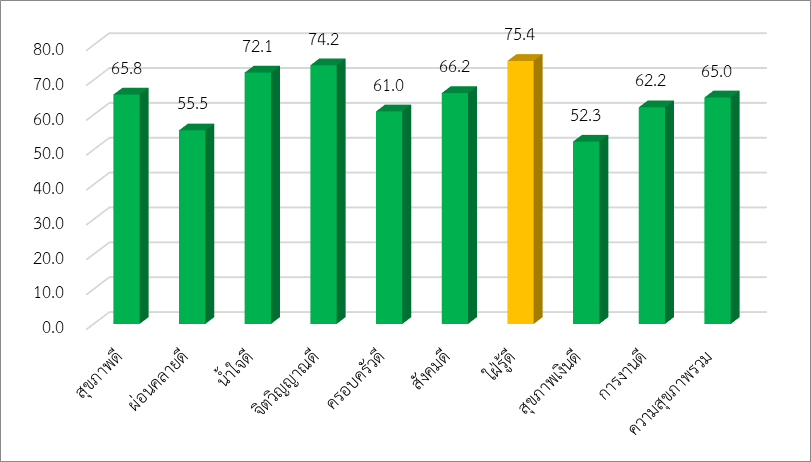 80.0
70.0
60.0
50.0
40.0
30.0
20.0
10.0
0.0
65.8
55.5
72.1
74.2
61.0
66.2
75.4
52.3
62.2
65.0
สุขภาพดี
ผ่อนคลายดี
น้ำใจดี
จิตวิญญาณดี
ครอบครัวดี
สังคมดี
ใฝ่รู้ดี
สุขภาพเงินดี
การงานดี
ความสุขภาพรวม